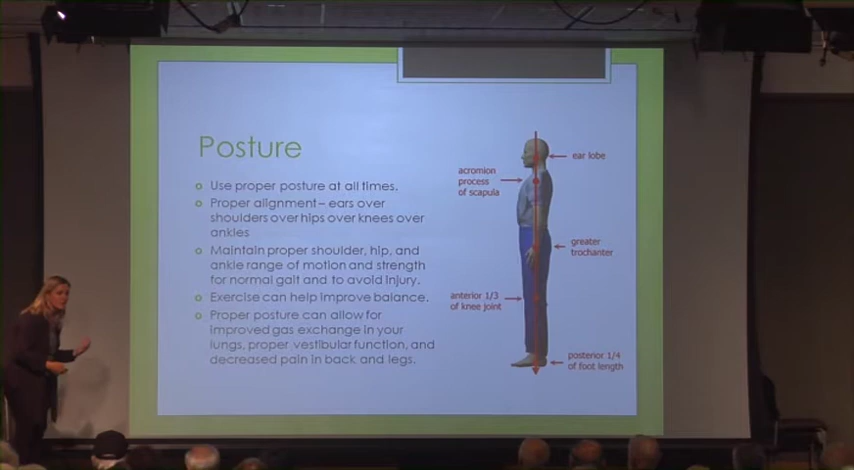 Posture
Use proper posture at all times.
Proper alignment – ears over
shoulders over hips over knees over
ankles
Maintain proper shoulder, hip, and
ankle range of motion and strength
for normal gait and to avoid injury.
Exercise can help improve balance.
Proper posture can allow for
improved gas exchange in your
lungs, proper vestibular function, and
decreased pain in back and legs.
ear lobe
acromion
process
of scapula
greater
trochanter
anterior 1/3
of knee joint
posterior 1/4
of foot length